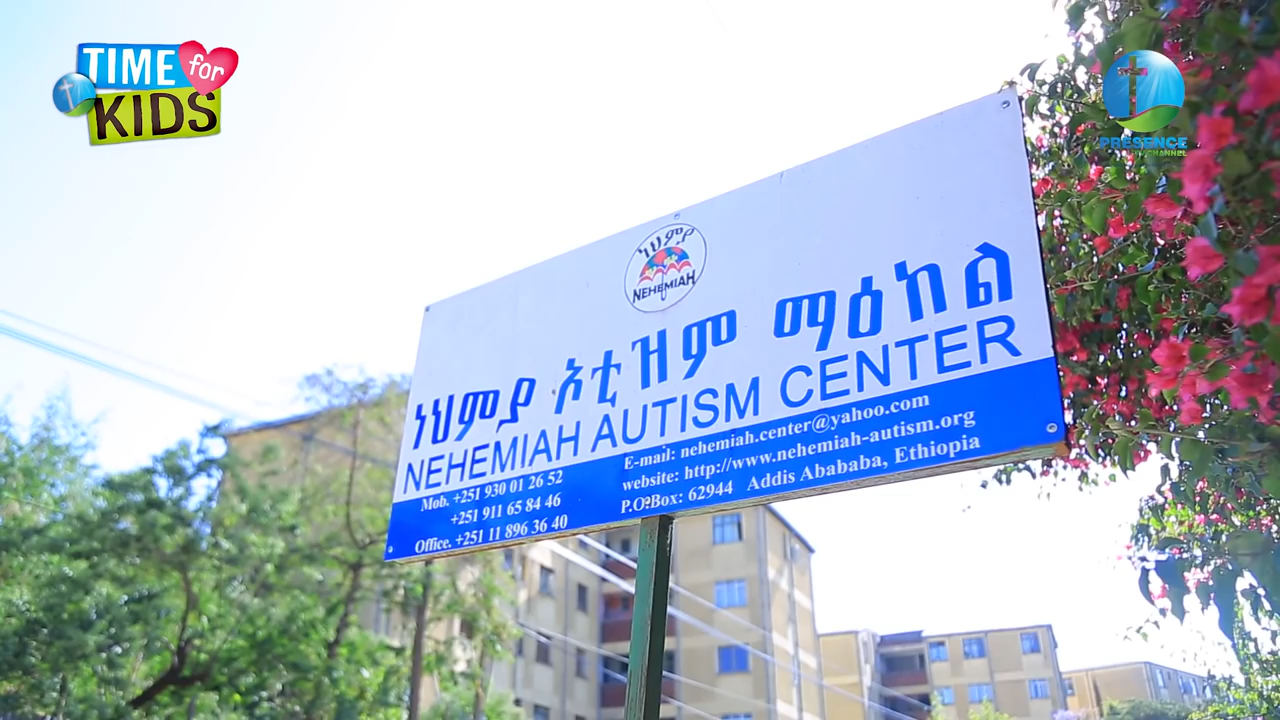 TIME for
KIDS
PRESENCE
TV CHANNEL
ነህምያ
NEHEMIAH
ነህምያ ኦቲዝም ማዕከል
NEHEMIAH AUTISM CENTER
Mob. +251 930 01 26 52
+251 911 65 84 46
Office. +251 11 896 36 40
E-mail: nehemiah.center@yahoo.com
website: http://www.nehemiah-autism.org
P.O?Box: 62944 Addis Abababa, Ethiopia